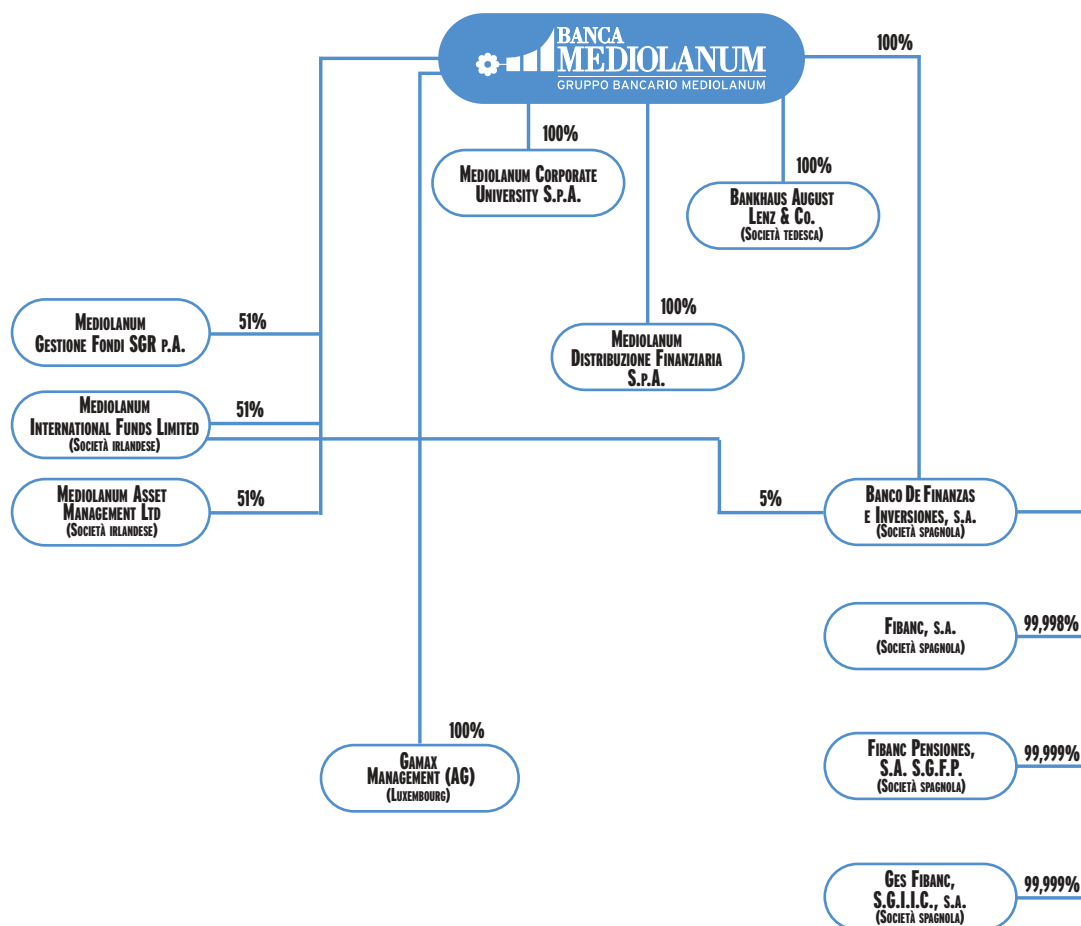 BANCA
MEDIOLANUM
GRUPPO BANCARIO MEDIOLANUM
100%
100%
Mediolanum Corporate
University S.p.A.
100%
Bankhaus August
Lenz & Co.
(Società tedesca)
51%
Mediolanum
Gestione Fondi SGR p.A.
100%
Mediolanum
Distribuzione Finanziaria
S.p.A.
51%
Mediolanum
International Funds Limited
(Società irlandese)
51%
Mediolanum Asset
Management Ltd
(Società irlandese)
5%
Banco De Finanzas
e Inversiones, s.a.
(Società spagnola)
Fibanc, s.a.
(Società spagnola)
99,998%
100%
Gamax
Management (AG)
(Luxembourg)
Fibanc Pensiones,
S.A. S.G.F.P.
(Società spagnola)
99,999%
Ges Fibanc,
S.G.I.I.C., s.a.
(Società spagnola)
99,999%